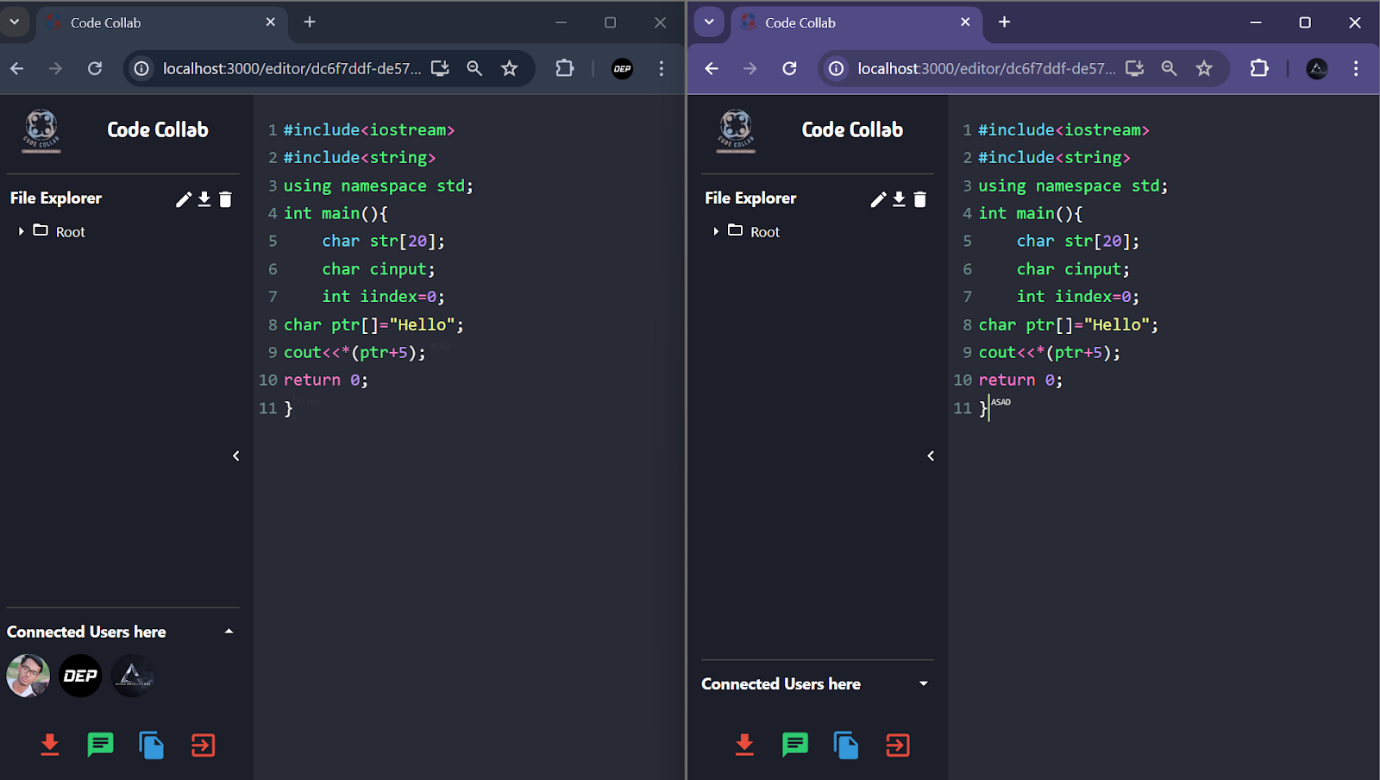 Code Collab
localhost:3000/editor/dc6f7ddf-de57...
DEP
CODE COLLAB
Code Collab
File Explorer
Root
1 #include<iostream>
2 #include<string>
3 using namespace std;
4 int main(){
5 char str[20];
6 char cinput;
7 int iindex=0;
8 char ptr[]="Hello";
9 cout<<*(ptr+5);
10 return 0;
11 }
Connected Users here
DEP
Code Collab
localhost:3000/editor/dc6f7ddf-de57...
CODE COLLAB
Code Collab
File Explorer
Root
1 #include<iostream>
2 #include<string>
3 using namespace std;
4 int main(){
5 char str[20];
6 char cinput;
7 int iindex=0;
8 char ptr[]="Hello";
9 cout<<*(ptr+5);
10 return 0;
11 }
ASAD
Connected Users here